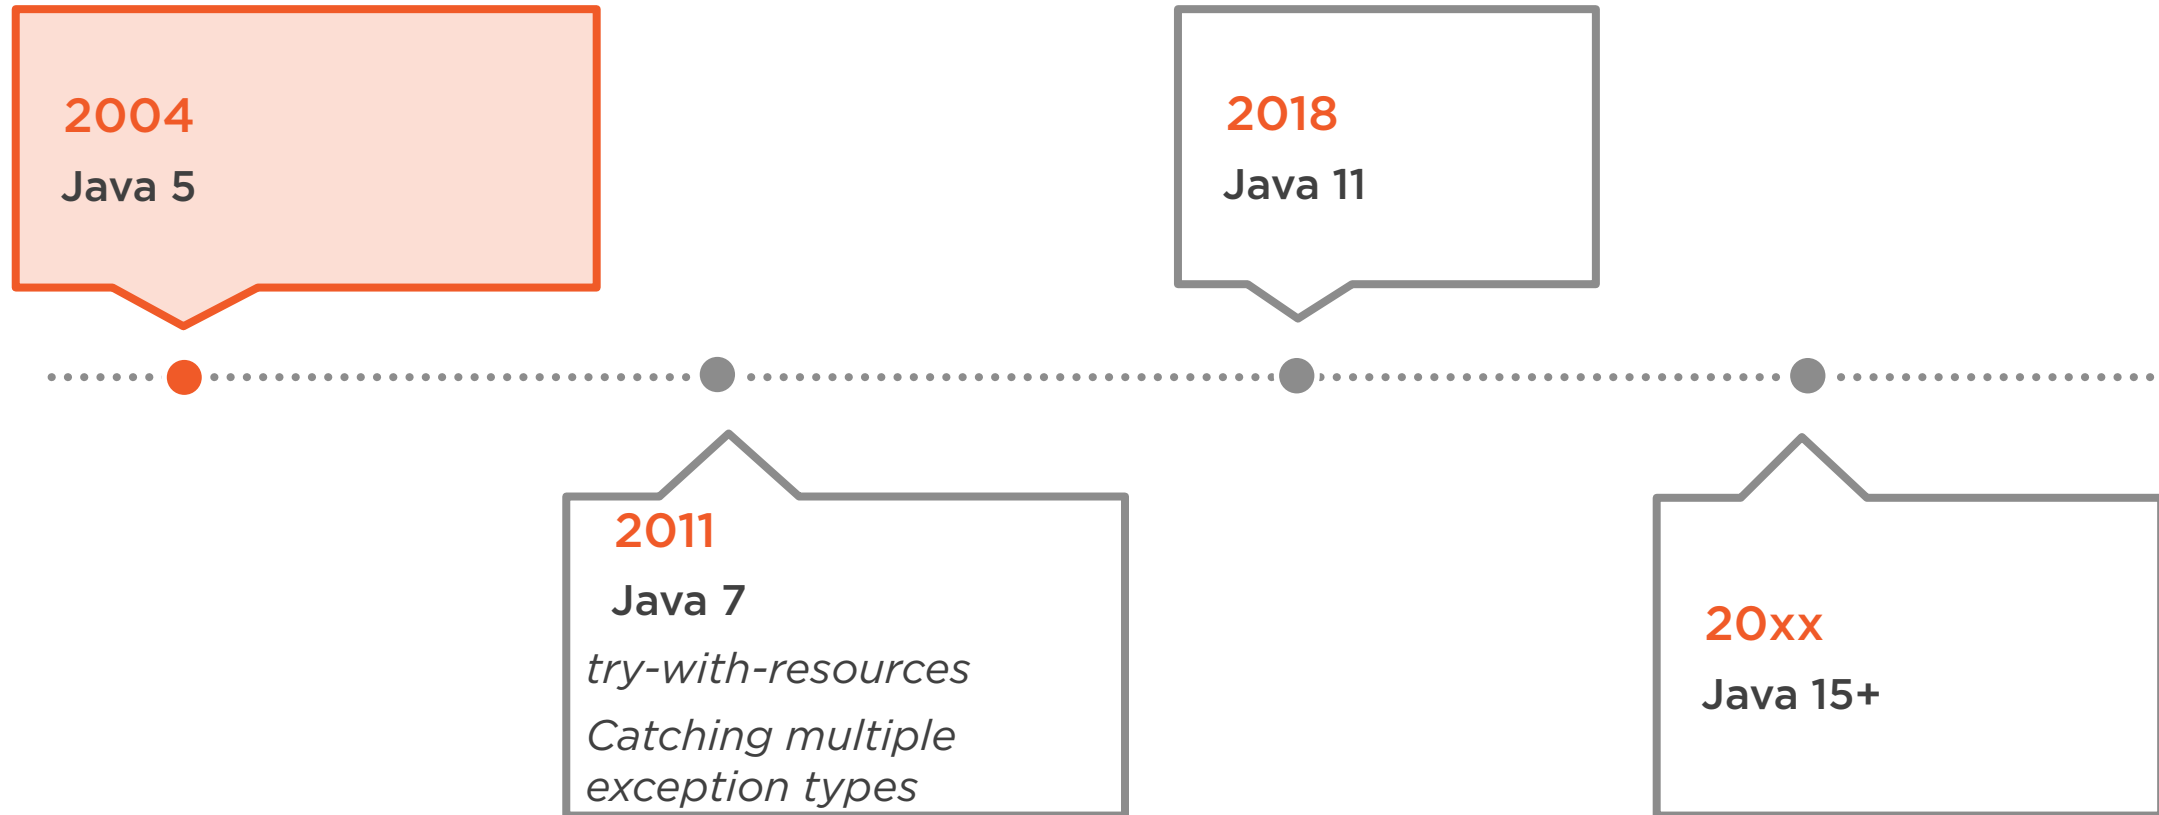 2004
Java 5
2011
Java 7
try-with-resources
Catching multiple
exception types
2018
Java 11
20xx
Java 15+